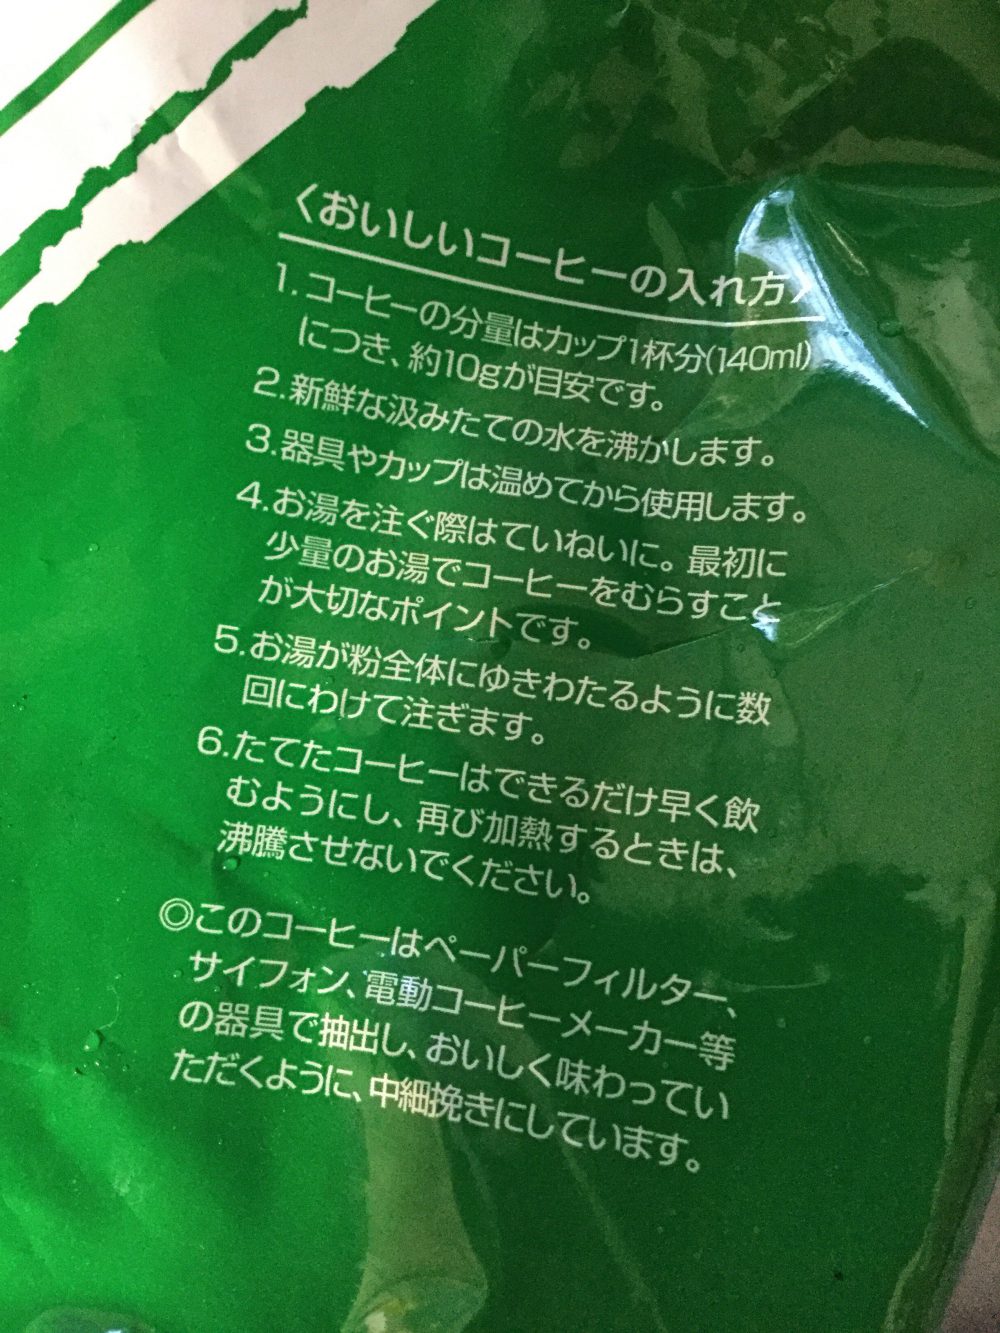 〈おいしいコーヒーの入れ方〉
1.コーヒーの分量はカップ1杯分(140ml)
につき、約10gが目安です。
2.新鮮な汲みたての水を沸かします。
3.器具やカップは温めてから使用します。
4.お湯を注ぐ際はていねいに。最初に
少量のお湯でコーヒーをむらすこと
が大切なポイントです。
5.お湯が粉全体にゆきわたるように数
回にわけて注ぎます。
6.たてたコーヒーはできるだけ早く飲
むようにし、再び加熱するときは、
沸騰させないでください。
◎このコーヒーはペーパーフィルター、
サイフォン、電動コーヒーメーカー等
の器具で抽出し、おいしく味わってい
ただくように、中細挽きにしています。